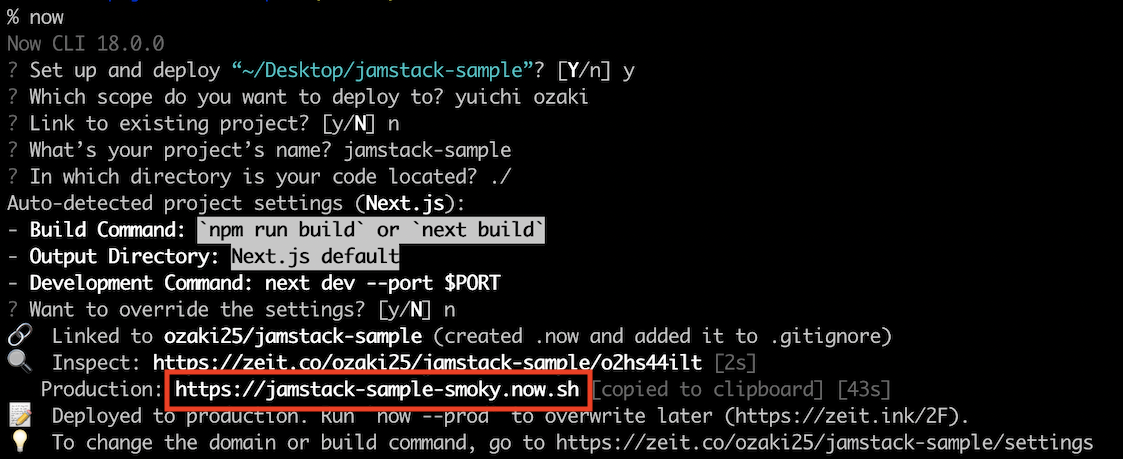 % now
Now CLI 18.0.0
? Set up and deploy “~/Desktop/jamstack-sample”? [Y/n] y
? Which scope do you want to deploy to? yuichi ozaki
? Link to existing project? [y/N] n
? What’s your project’s name? jamstack-sample
? In which directory is your code located? ./
Auto-detected project settings (Next.js):
- Build Command: `npm run build` or `next build`
- Output Directory: Next.js default
- Development Command: next dev --port $PORT
? Want to override the settings? [y/N] n
🔗 Linked to ozaki25/jamstack-sample (created .now and added it to .gitignore)
🔍 Inspect: https://zeit.co/ozaki25/jamstack-sample/o2hs44ilt [2s]
Production: https://jamstack-sample-smoky.now.sh [copied to clipboard] [43s]
📝 Deployed to production. Run `now --prod` to overwrite later (https://zeit.ink/2F).
💡 To change the domain or build command, go to https://zeit.co/ozaki25/jamstack-sample/settings